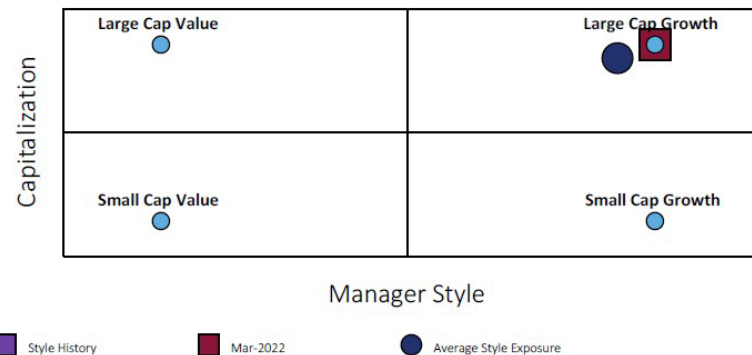 Large Cap Value
Large Cap Growth
Capitalization
Small Cap Value
Small Cap Growth
Manager Style
Style History
Mar-2022
Average Style Exposure